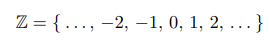 ℤ = { . . . , −2, −1, 0, 1, 2, . . . }